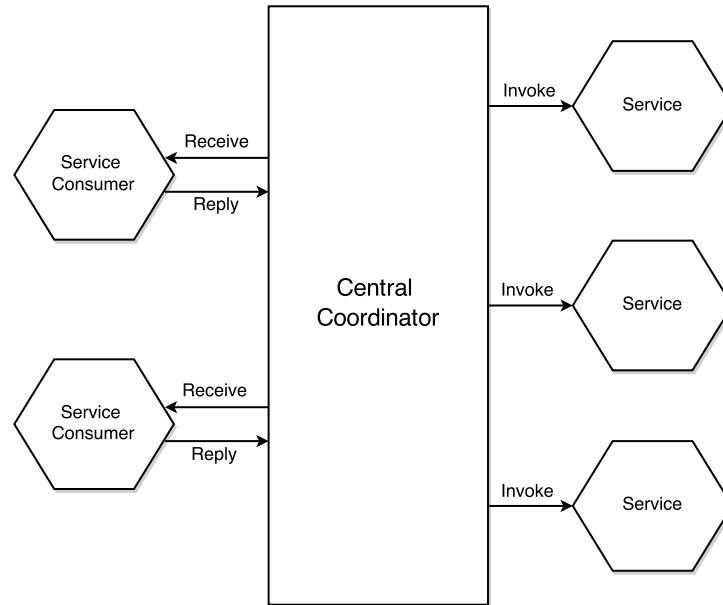 Invoke
Service
Receive
Service
Consumer
Reply
Central
Coordinator
Invoke
Service
Receive
Service
Consumer
Reply
Invoke
Service